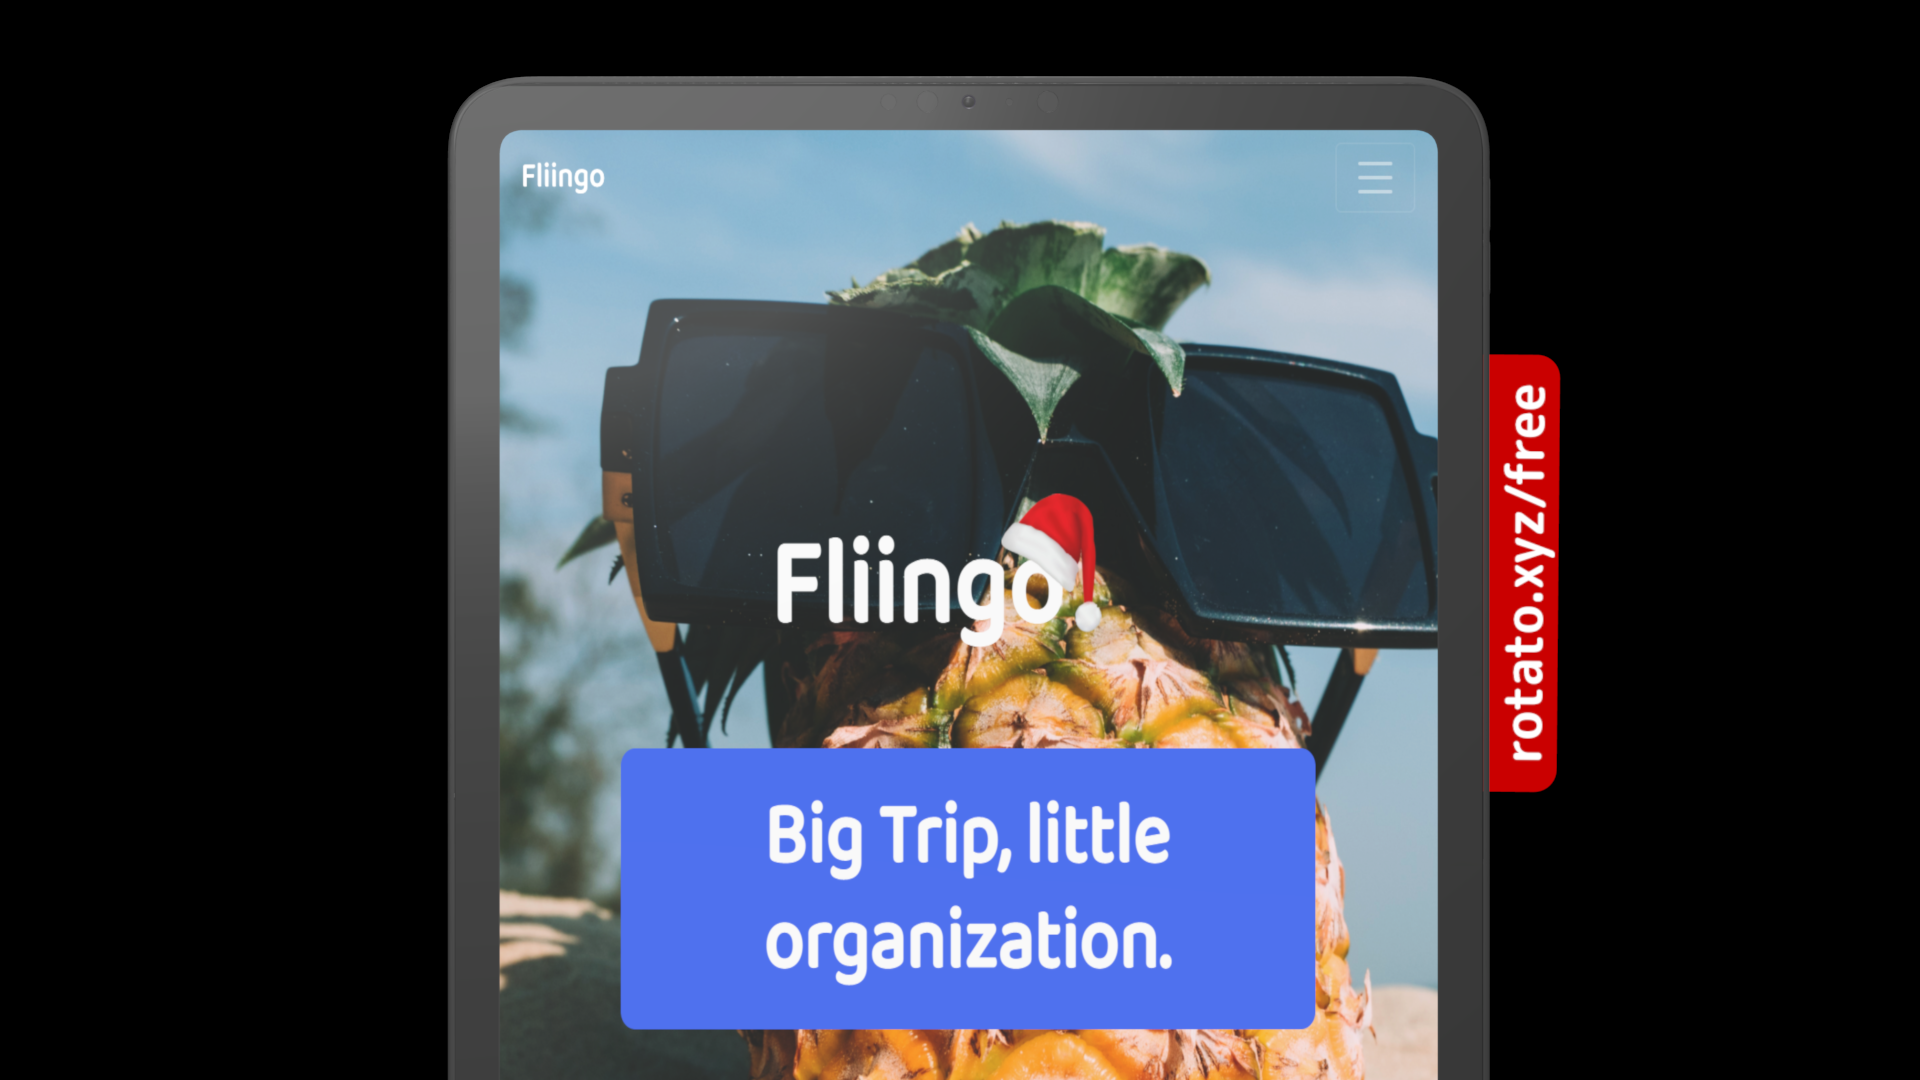 Fliingo
Fliingo
Big Trip, little
organization.
rotato.xyz/free